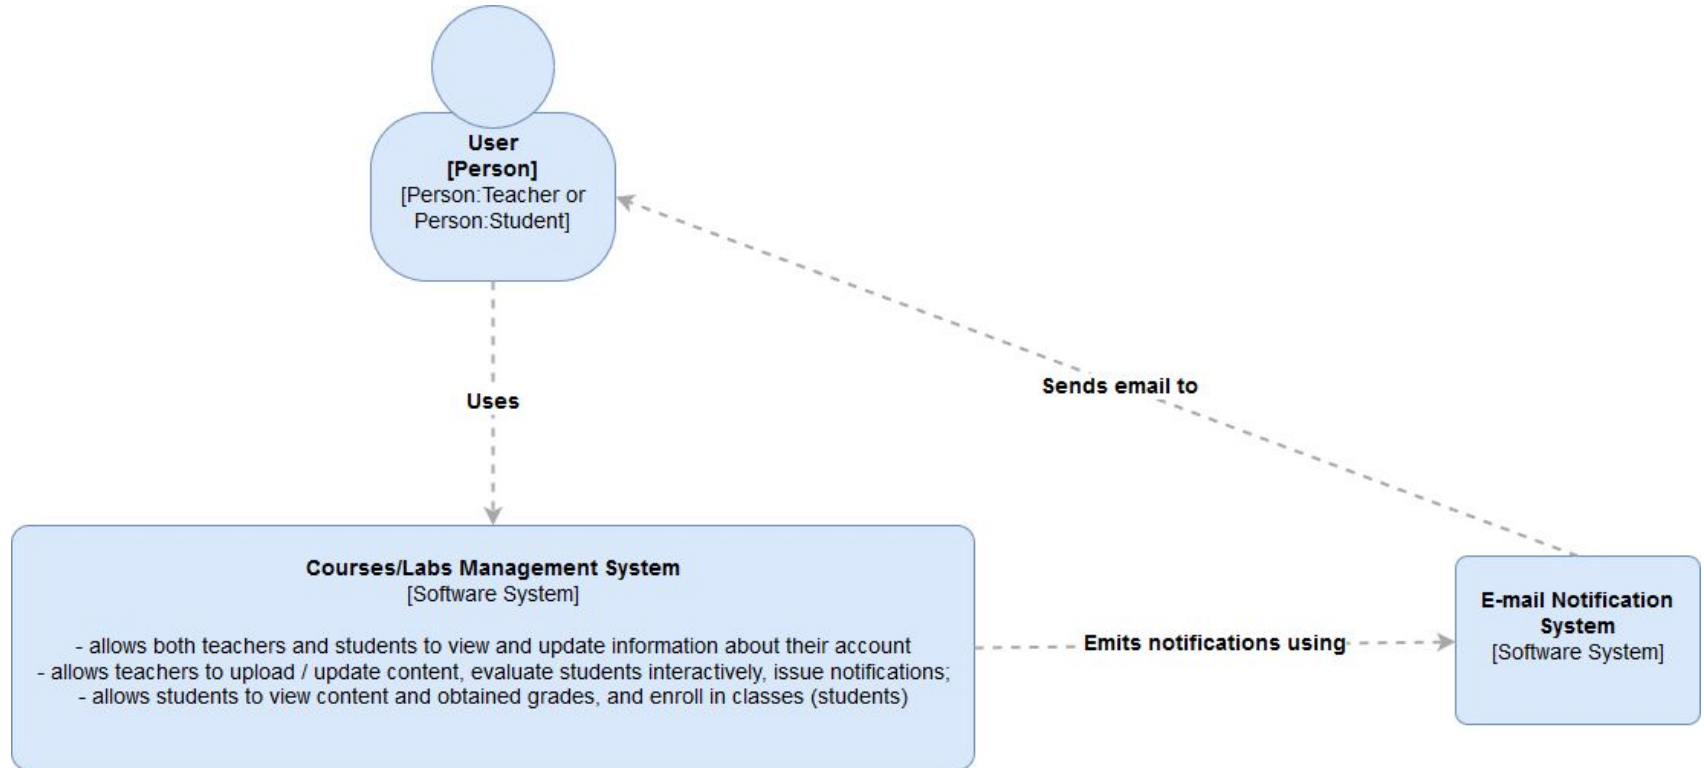 User
[Person]
[Person:Teacher or
Person:Student]
Sends email to
Uses
Courses/Labs Management System
[Software System]
- allows both teachers and students to view and update information about their account
- allows teachers to upload / update content, evaluate students interactively, issue notifications;
- allows students to view content and obtained grades, and enroll in classes (students)
Emits notifications using
E-mail Notification
System
[Software System]